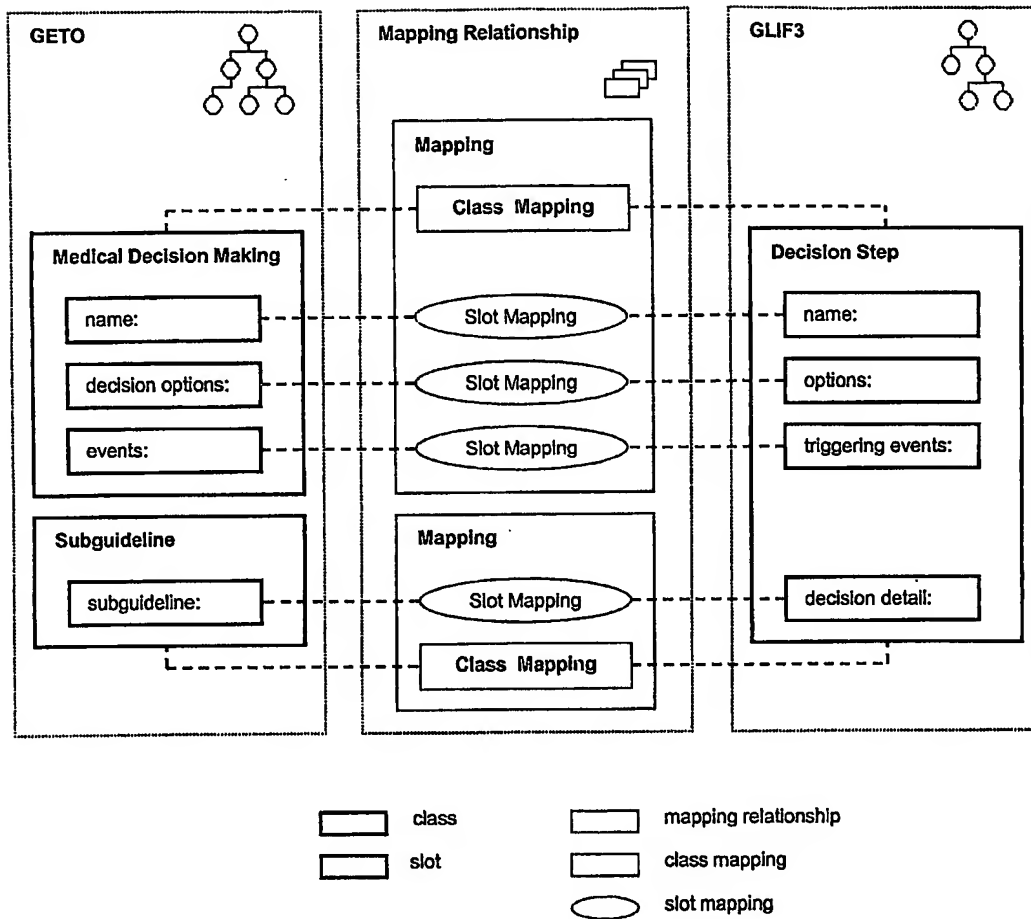 GETO
Mapping Relationship
GLIF3
Mapping
Class Mapping
Medical Decision Making
Decision Step
name:
Slot Mapping
name:
decision options:
Slot Mapping
options:
events:
Slot Mapping
triggering events:
Subguideline
Mapping
subguideline:
Slot Mapping
decision detail:
Class Mapping
class
mapping relationship
slot
class mapping
slot mapping